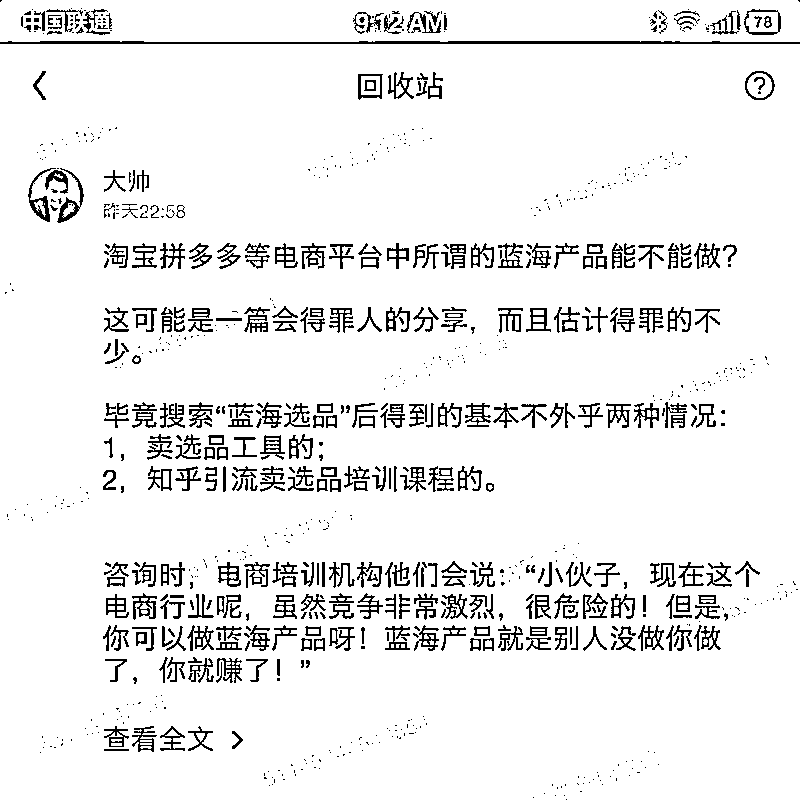 中国联通
9:12 AM
78
回收站
大帅
昨天22:58
淘宝拼多多等电商平台中所谓的蓝海产品能不能做？
这可能是一篇会得罪人的分享，而且估计得罪的不
少。
毕竟搜索“蓝海选品”后得到的基本不外乎两种情况：
1，卖选品工具的；
2，知乎引流卖选品培训课程的。
咨询时，电商培训机构他们会说：“小伙子，现在这个
电商行业呢，虽然竞争非常激烈，很危险的！但是，
你可以做蓝海产品呀！蓝海产品就是别人没做你做
了，你就赚了！”
查看全文